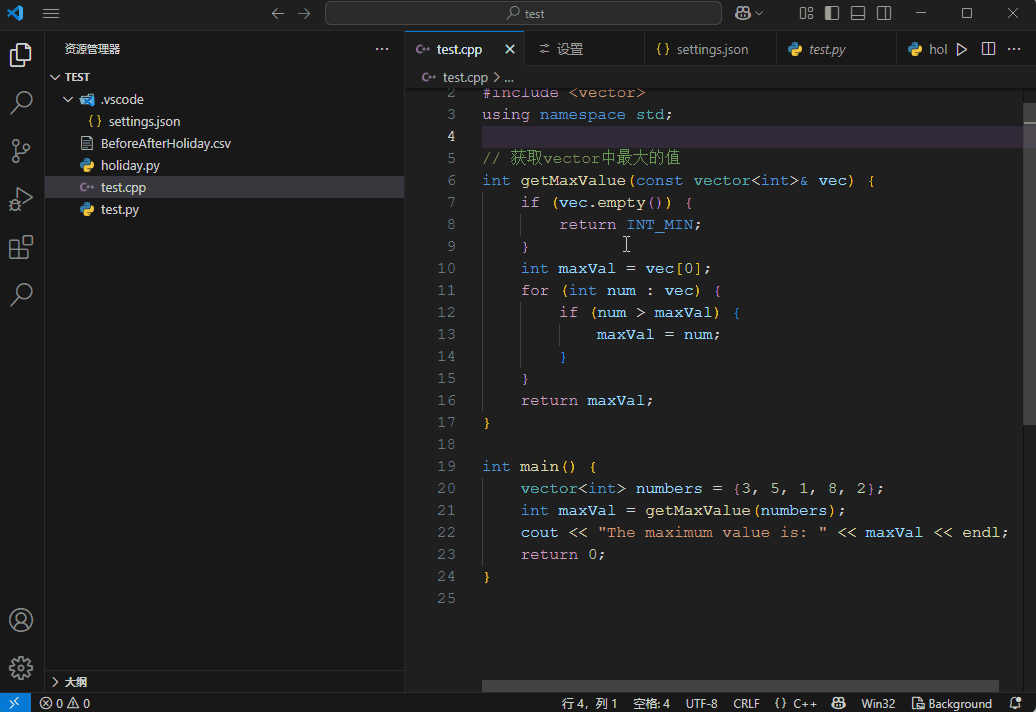 test
资源管理器 ...
TEST
.vscode
{} settings.json
BeforeAfterHoliday.csv
holiday.py
C++ test.cpp
test.py
大纲
C++ test.cpp
设置
{} settings.json
test.py
hol
C++ test.cpp > ...
2 #include <vector>
3 using namespace std;
4
5 // 获取vector中最大的值
6 int getMaxValue(const vector<int>& vec) {
7     if (vec.empty()) {
8         return INT_MIN;
9     }
10     int maxVal = vec[0];
11     for (int num : vec) {
12         if (num > maxVal) {
13             maxVal = num;
14         }
15     }
16     return maxVal;
17 }
18
19 int main() {
20     vector<int> numbers = {3, 5, 1, 8, 2};
21     int maxVal = getMaxValue(numbers);
22     cout << "The maximum value is: " << maxVal << endl;
23     return 0;
24 }
25
0 0 行 4，列 1 空格: 4 UTF-8 CRLF {} C++ Win32 Background